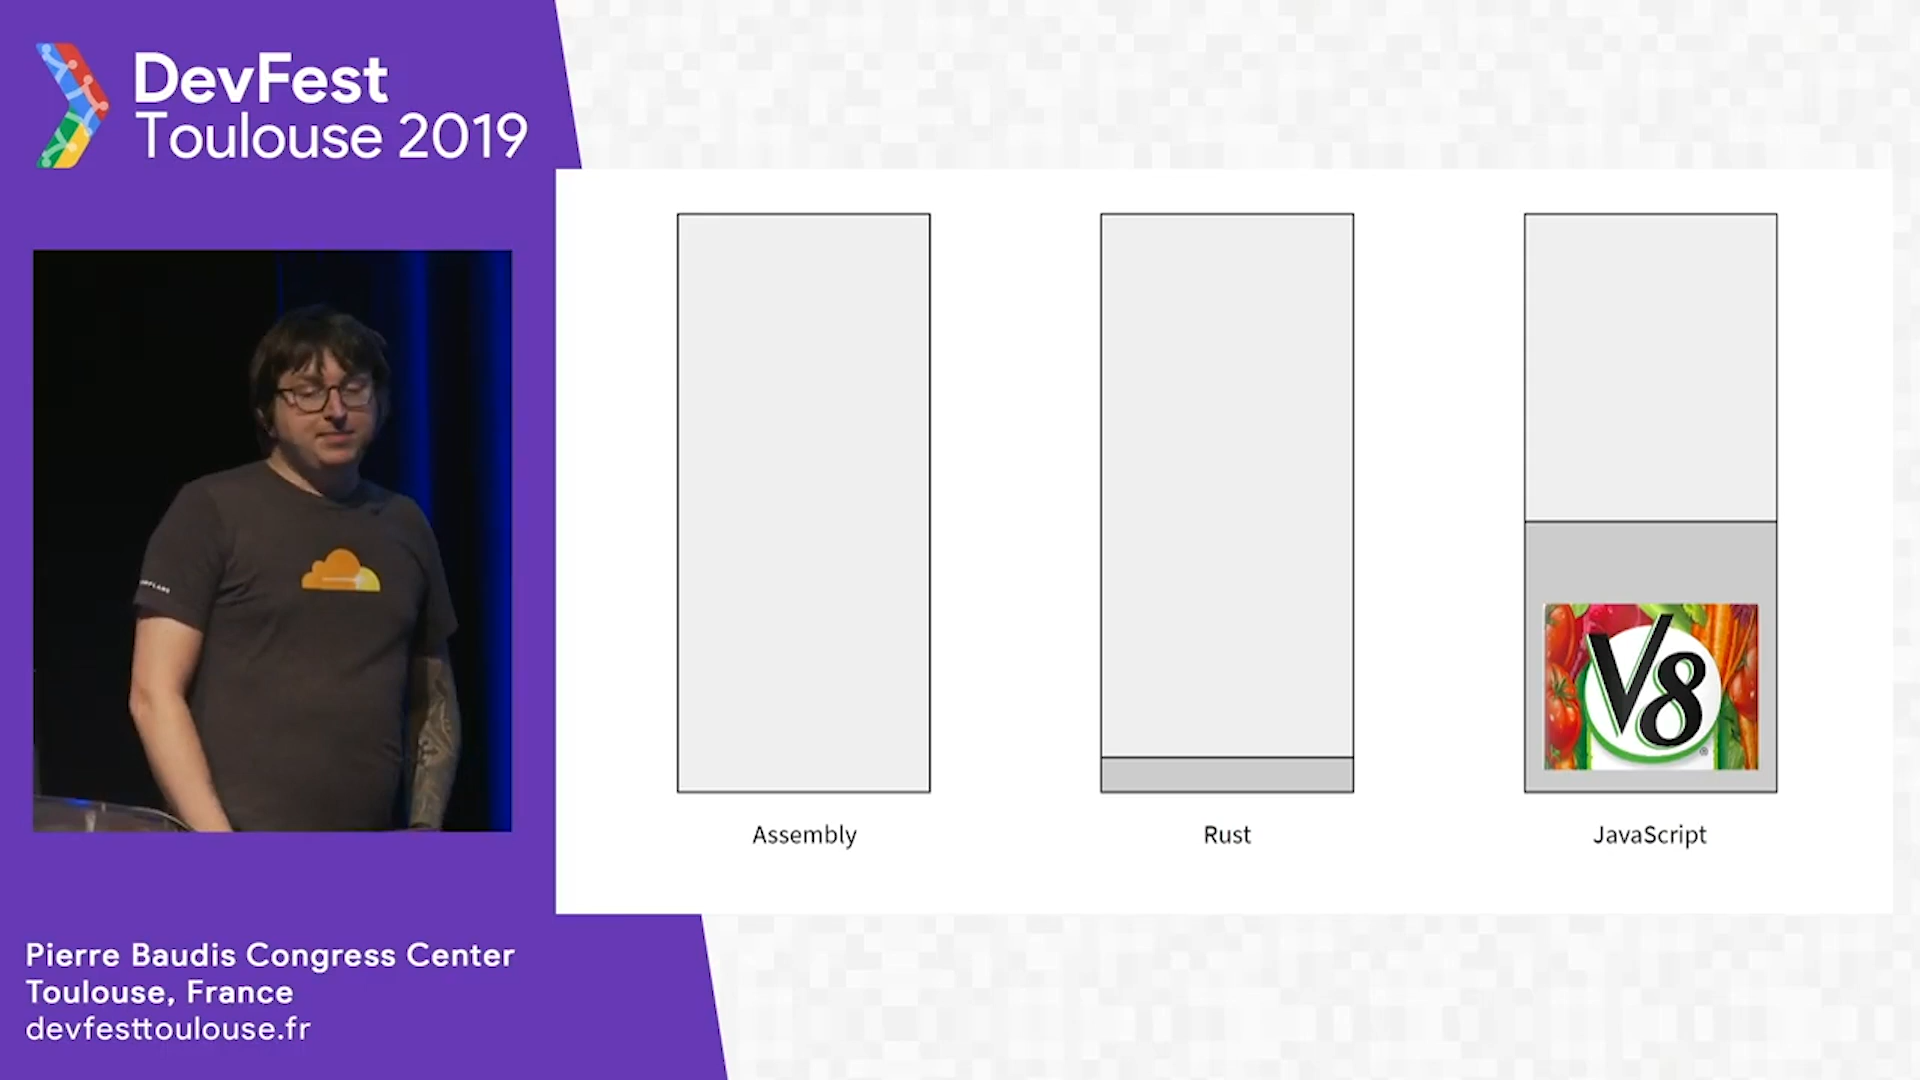 DevFest
Toulouse 2019
V8
Assembly
Rust
JavaScript
Pierre Baudis Congress Center
Toulouse, France
devfesttoulouse.fr